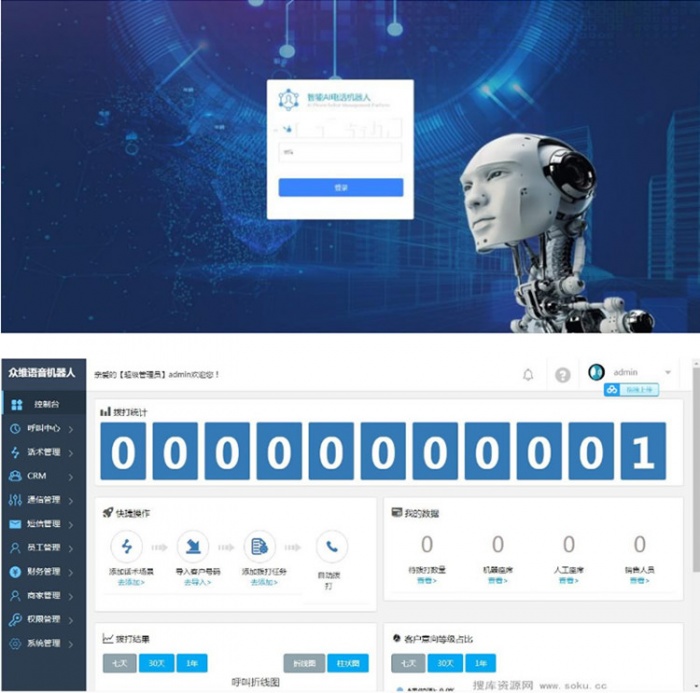 智能AI电话机器人
登录
众维语音机器人
亲爱的【超级管理员】admin欢迎您！
admin
控制台
呼叫中心
话术管理
CRM
通信管理
短信管理
员工管理
财务管理
商家管理
权限管理
系统管理
拨打统计
0 0 0 0 0 0 0 0 0 0 1
快捷操作
添加话术场景
去添加>
导入客户号码
去导入>
添加拨打任务
去添加>
自动拨打
我的数据
0 0 0 0
待拨打数量 机器座席 人工座席 销售人员
查看> 查看> 查看> 查看>
拨打结果
七天 30天 1年 折线图 柱状图
呼叫折线图
客户意向等级占比
七天 30天 1年
搜库资源网 www.soku.cc